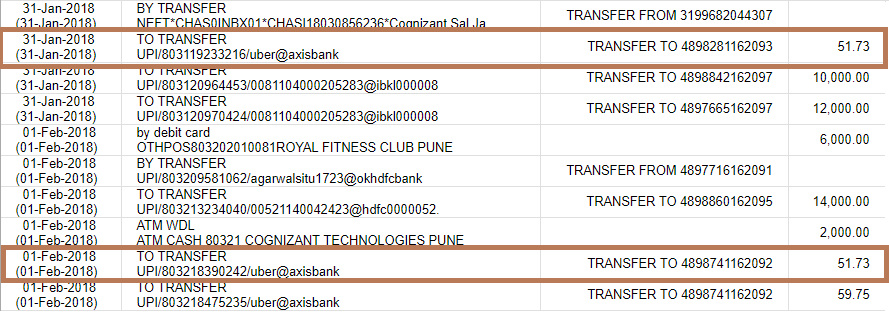 31-Jan-2018 BY TRANSFER TRANSFER FROM 3199682044307
(31-Jan-2018) NEFT*CHAS0INBX01*CHASI18030856236*Cognizant Sal Ja
31-Jan-2018 TO TRANSFER TRANSFER TO 4898281162093 51.73
(31-Jan-2018) UPI/803119233216/uber@axisbank
31-Jan-2018 TO TRANSFER TRANSFER TO 4898842162097 10,000.00
(31-Jan-2018) UPI/803120964453/0081104000205283@ibkl000008
31-Jan-2018 TO TRANSFER TRANSFER TO 4897665162097 12,000.00
(31-Jan-2018) UPI/803120970424/0081104000205283@ibkl000008
01-Feb-2018 by debit card 6,000.00
(01-Feb-2018) OTHPOS803202010081ROYAL FITNESS CLUB PUNE
01-Feb-2018 BY TRANSFER TRANSFER FROM 4897716162091
(01-Feb-2018) UPI/803209581062/agarwalsitu1723@okhdfcbank
01-Feb-2018 TO TRANSFER TRANSFER TO 4898860162095 14,000.00
(01-Feb-2018) UPI/803213234040/00521140042423@hdfc0000052.
01-Feb-2018 ATM WDL 2,000.00
(01-Feb-2018) ATM CASH 80321 COGNIZANT TECHNOLOGIES PUNE
01-Feb-2018 TO TRANSFER TRANSFER TO 4898741162092 51.73
(01-Feb-2018) UPI/803218390242/uber@axisbank
01-Feb-2018 TO TRANSFER TRANSFER TO 4898741162092 59.75
(01-Feb-2018) UPI/803218475235/uber@axisbank